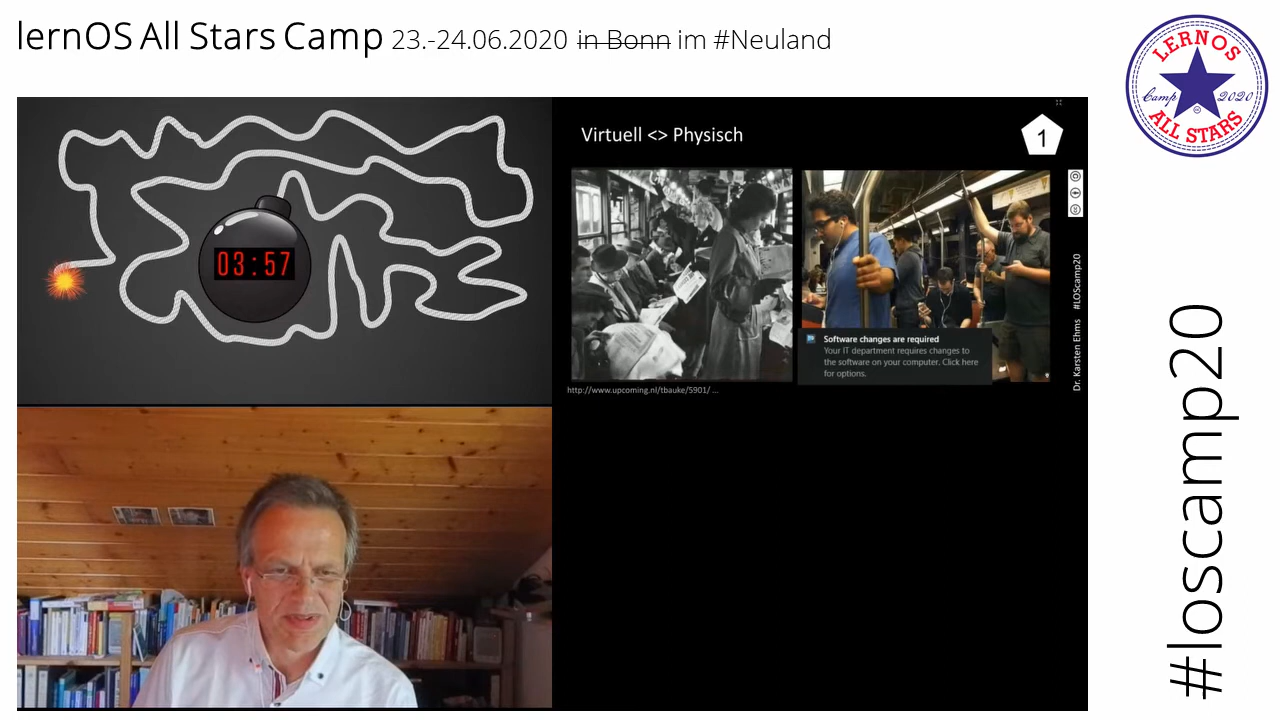 lernOS All Stars Camp 23.-24.06.2020 in Bonn im #Neuland
LERNOS
Camp 2020
ALL STARS
03:57
Virtuell <> Physisch
1
Software changes are required
Your IT department requires changes to
the software on your computer. Click here
for options.
http://www.upcoming.nl/tbauke/5901/ ...
Dr. Karsten Ehms #LOScamp20
#loscamp20